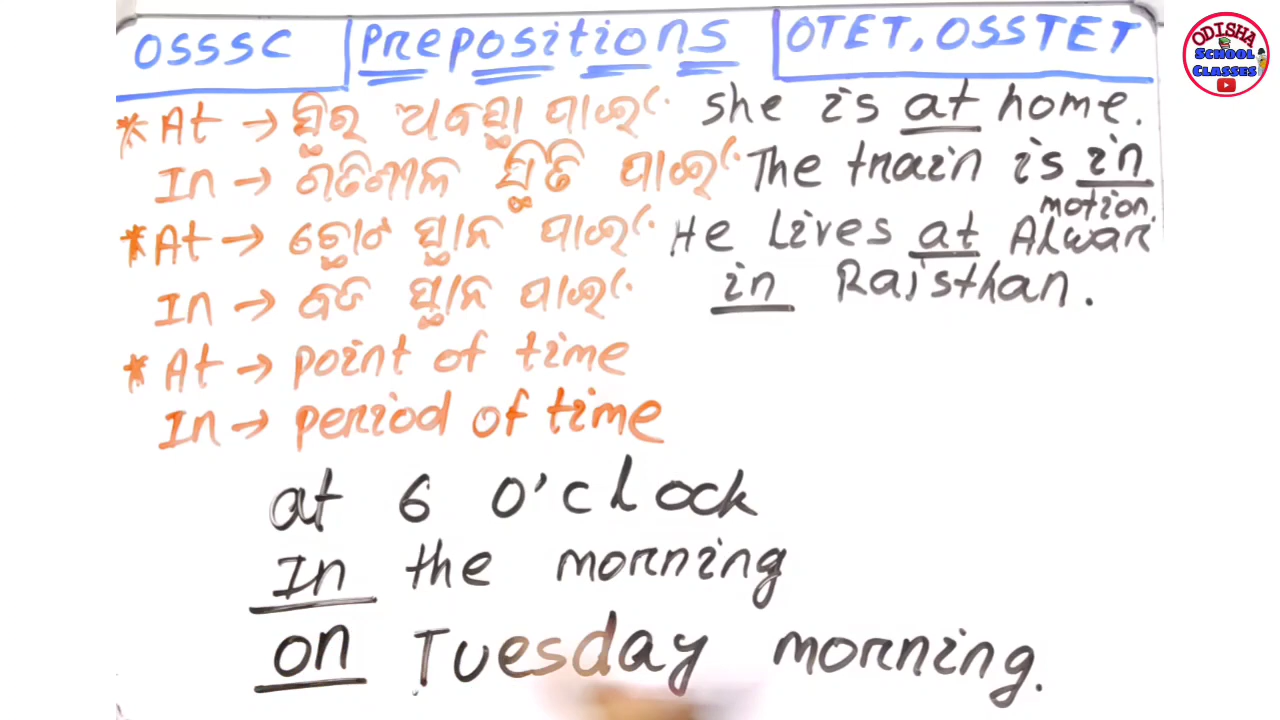 OSSSC
prepositions
OTET, OSSTET
ODISHA
SCHOOL
CLASSES
* At → ସ୍ଥିର ଅବସ୍ଥା ପାଇଁ
she is at home.
In → ଗତିଶୀଳ ସ୍ଥିତି ପାଇଁ
The train is in
motion.
* At → ଛୋଟ ସ୍ଥାନ ପାଇଁ
He lives at Alwar
In → ବଡ ସ୍ଥାନ ପାଇଁ
in Rajsthan.
* At → point of time
In → period of time
at 6 o'clock
In the morning
on Tuesday morning.